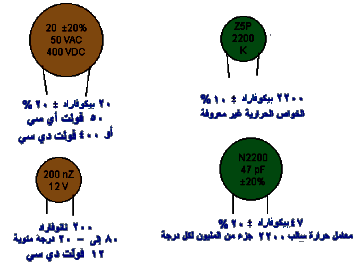 20 ±20%
50 VAC
400 VDC
٢٠ بيكوفاراد ± ٢٠ %
٥٠ فولت أي سي
أو ٤٠٠ فولت دي سي
Z5P
2200
K
٢٢٠٠ بيكوفاراد ± ١٠ %
الخواص الحرارية غير معروفة
200 nZ
12 V
٢٠٠ نانوفاراد
٨٠ إلى – ٢٠ درجة مئوية
١٢ فولت دي سي
N2200
47 pF
±20%
٤٧ بيكوفاراد ± ٢٠ %
معامل حرارة سالب ٢٢٠٠ جزء من المليون لكل درجة